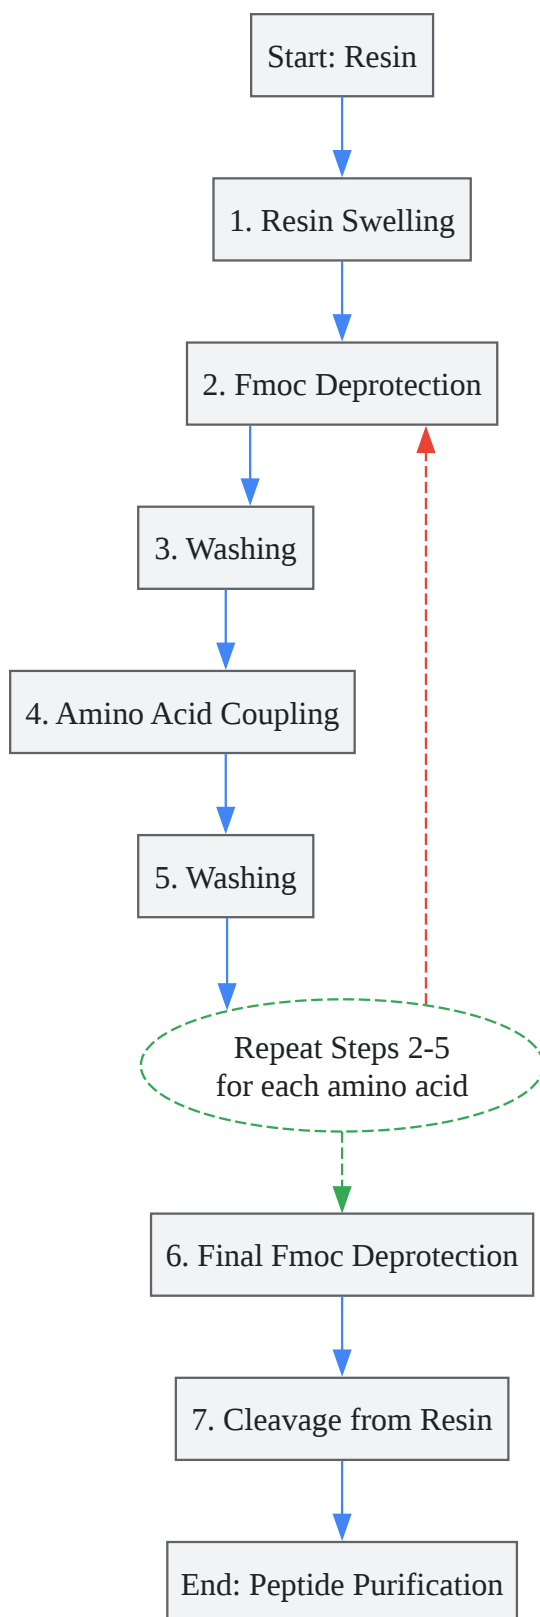 Start: Resin
1. Resin Swelling
2. Fmoc Deprotection
3. Washing
4. Amino Acid Coupling
5. Washing
Repeat Steps 2-5
for each amino acid
6. Final Fmoc Deprotection
7. Cleavage from Resin
End: Peptide Purification